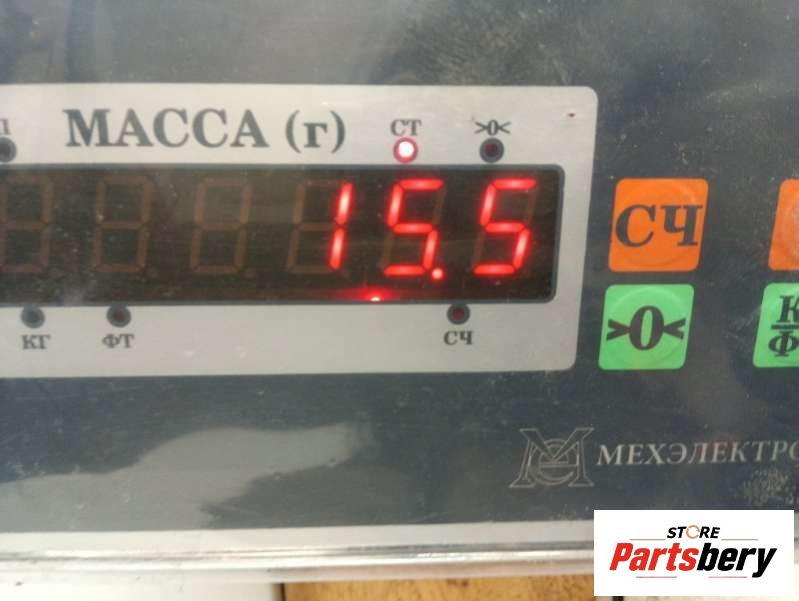 МАССА (г)
СТ
>0<
15.5
КГ
ФТ
СЧ
СЧ
>0<
МЕХЭЛЕКТРО
STORE
Partsbery